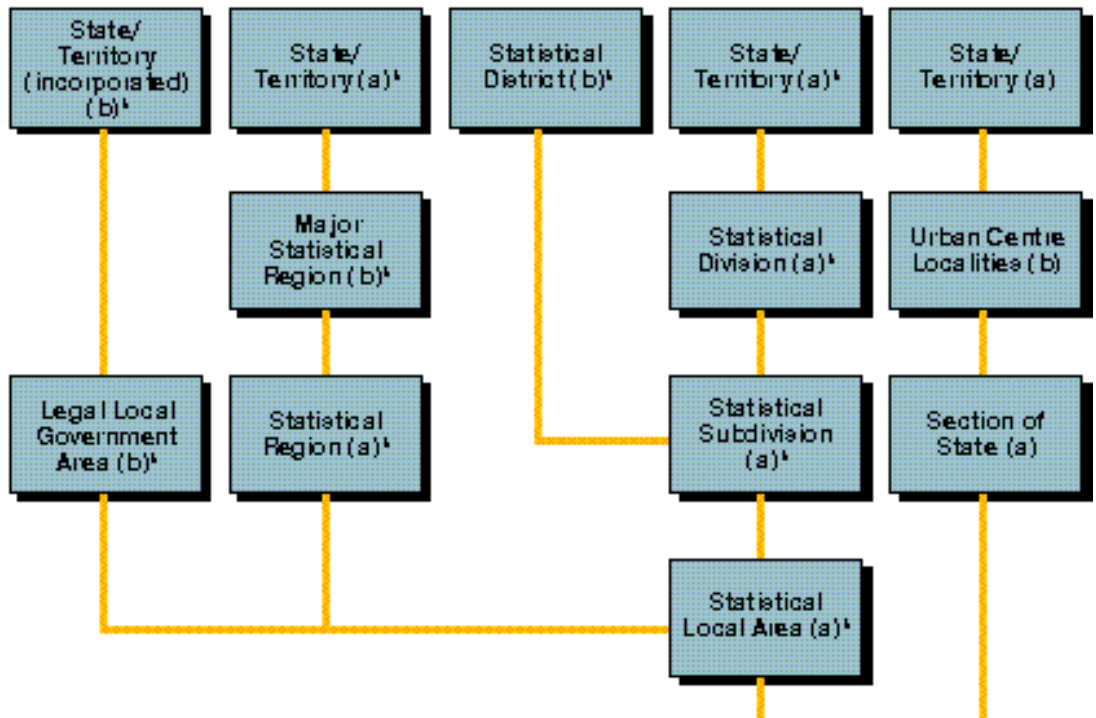 State/
Territory
(incorporated)
(b)*
State/
Territory (a)*
Statistical
District (b)*
State/
Territory (a)*
State/
Territory (a)
Major
Statistical
Region (b)*
Statistical
Division (a)*
Urban Centre
Localities (b)
Legal Local
Government
Area (b)*
Statistical
Region (a)*
Statistical
Subdivision
(a)*
Section of
State (a)
Statistical
Local Area (a)*